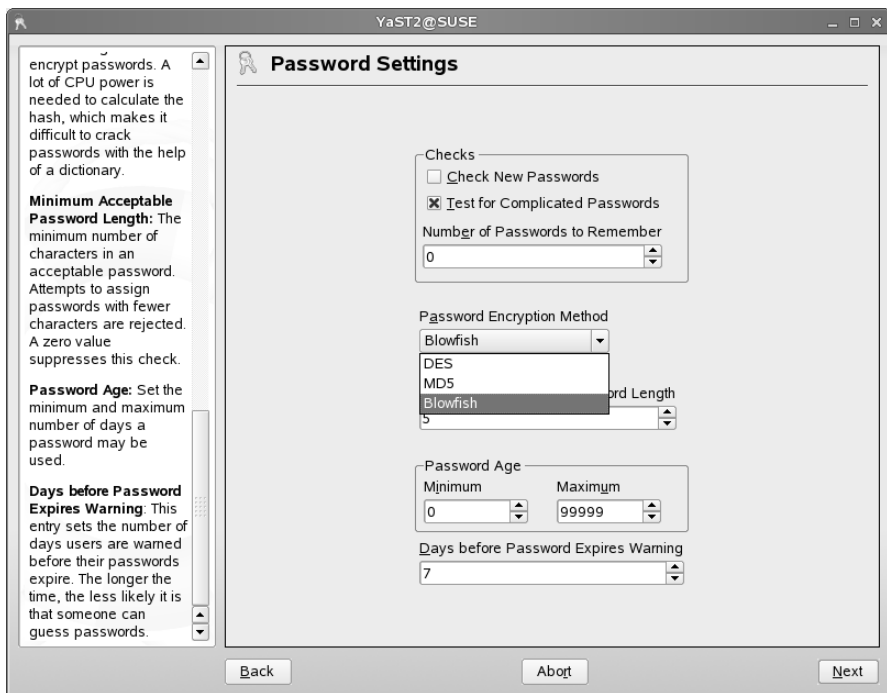 YaST2@SUSE
encrypt passwords. A
lot of CPU power is
needed to calculate the
hash, which makes it
difficult to crack
passwords with the help
of a dictionary.
Minimum Acceptable
Password Length: The
minimum number of
characters in an
acceptable password.
Attempts to assign
passwords with fewer
characters are rejected.
A zero value
suppresses this check.
Password Age: Set the
minimum and maximum
number of days a
password may be
used.
Days before Password
Expires Warning: This
entry sets the number of
days users are warned
before their passwords
expire. The longer the
time, the less likely it is
that someone can
guess passwords.
Password Settings
Checks
Check New Passwords
Test for Complicated Passwords
Number of Passwords to Remember
0
Password Encryption Method
Blowfish
DES
MD5
Blowfish
Length
5
Password Age
Minimum Maximum
0 99999
Days before Password Expires Warning
7
Back Abort Next